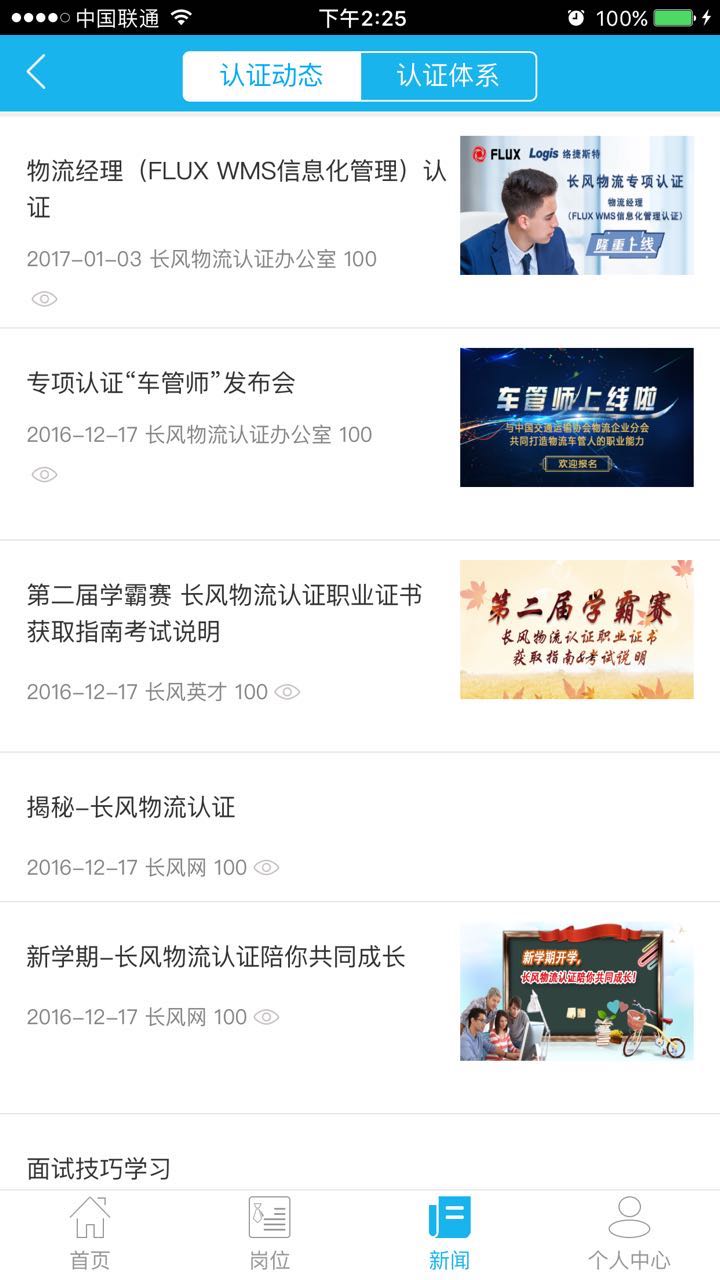 中国联通
下午2:25
100%
认证动态
认证体系
物流经理（FLUX WMS信息化管理）认
证
2017-01-03 长风物流认证办公室 100
FLUX Logis 络捷斯特
长风物流专项认证
物流经理
（FLUX WMS信息化管理认证）
隆重上线
专项认证“车管师”发布会
2016-12-17 长风物流认证办公室 100
车管师上线啦
与中国交通运输协会物流企业分会
共同打造物流车管人的职业能力
欢迎报名
第二届学霸赛 长风物流认证职业证书
获取指南考试说明
2016-12-17 长风英才 100
第二届学霸赛
长风物流认证职业证书
获取指南&考试说明
揭秘-长风物流认证
2016-12-17 长风网 100
新学期-长风物流认证陪你共同成长
2016-12-17 长风网 100
新学期开学,
长风物流认证陪你共同成长!
面试技巧学习
首页
岗位
新闻
个人中心